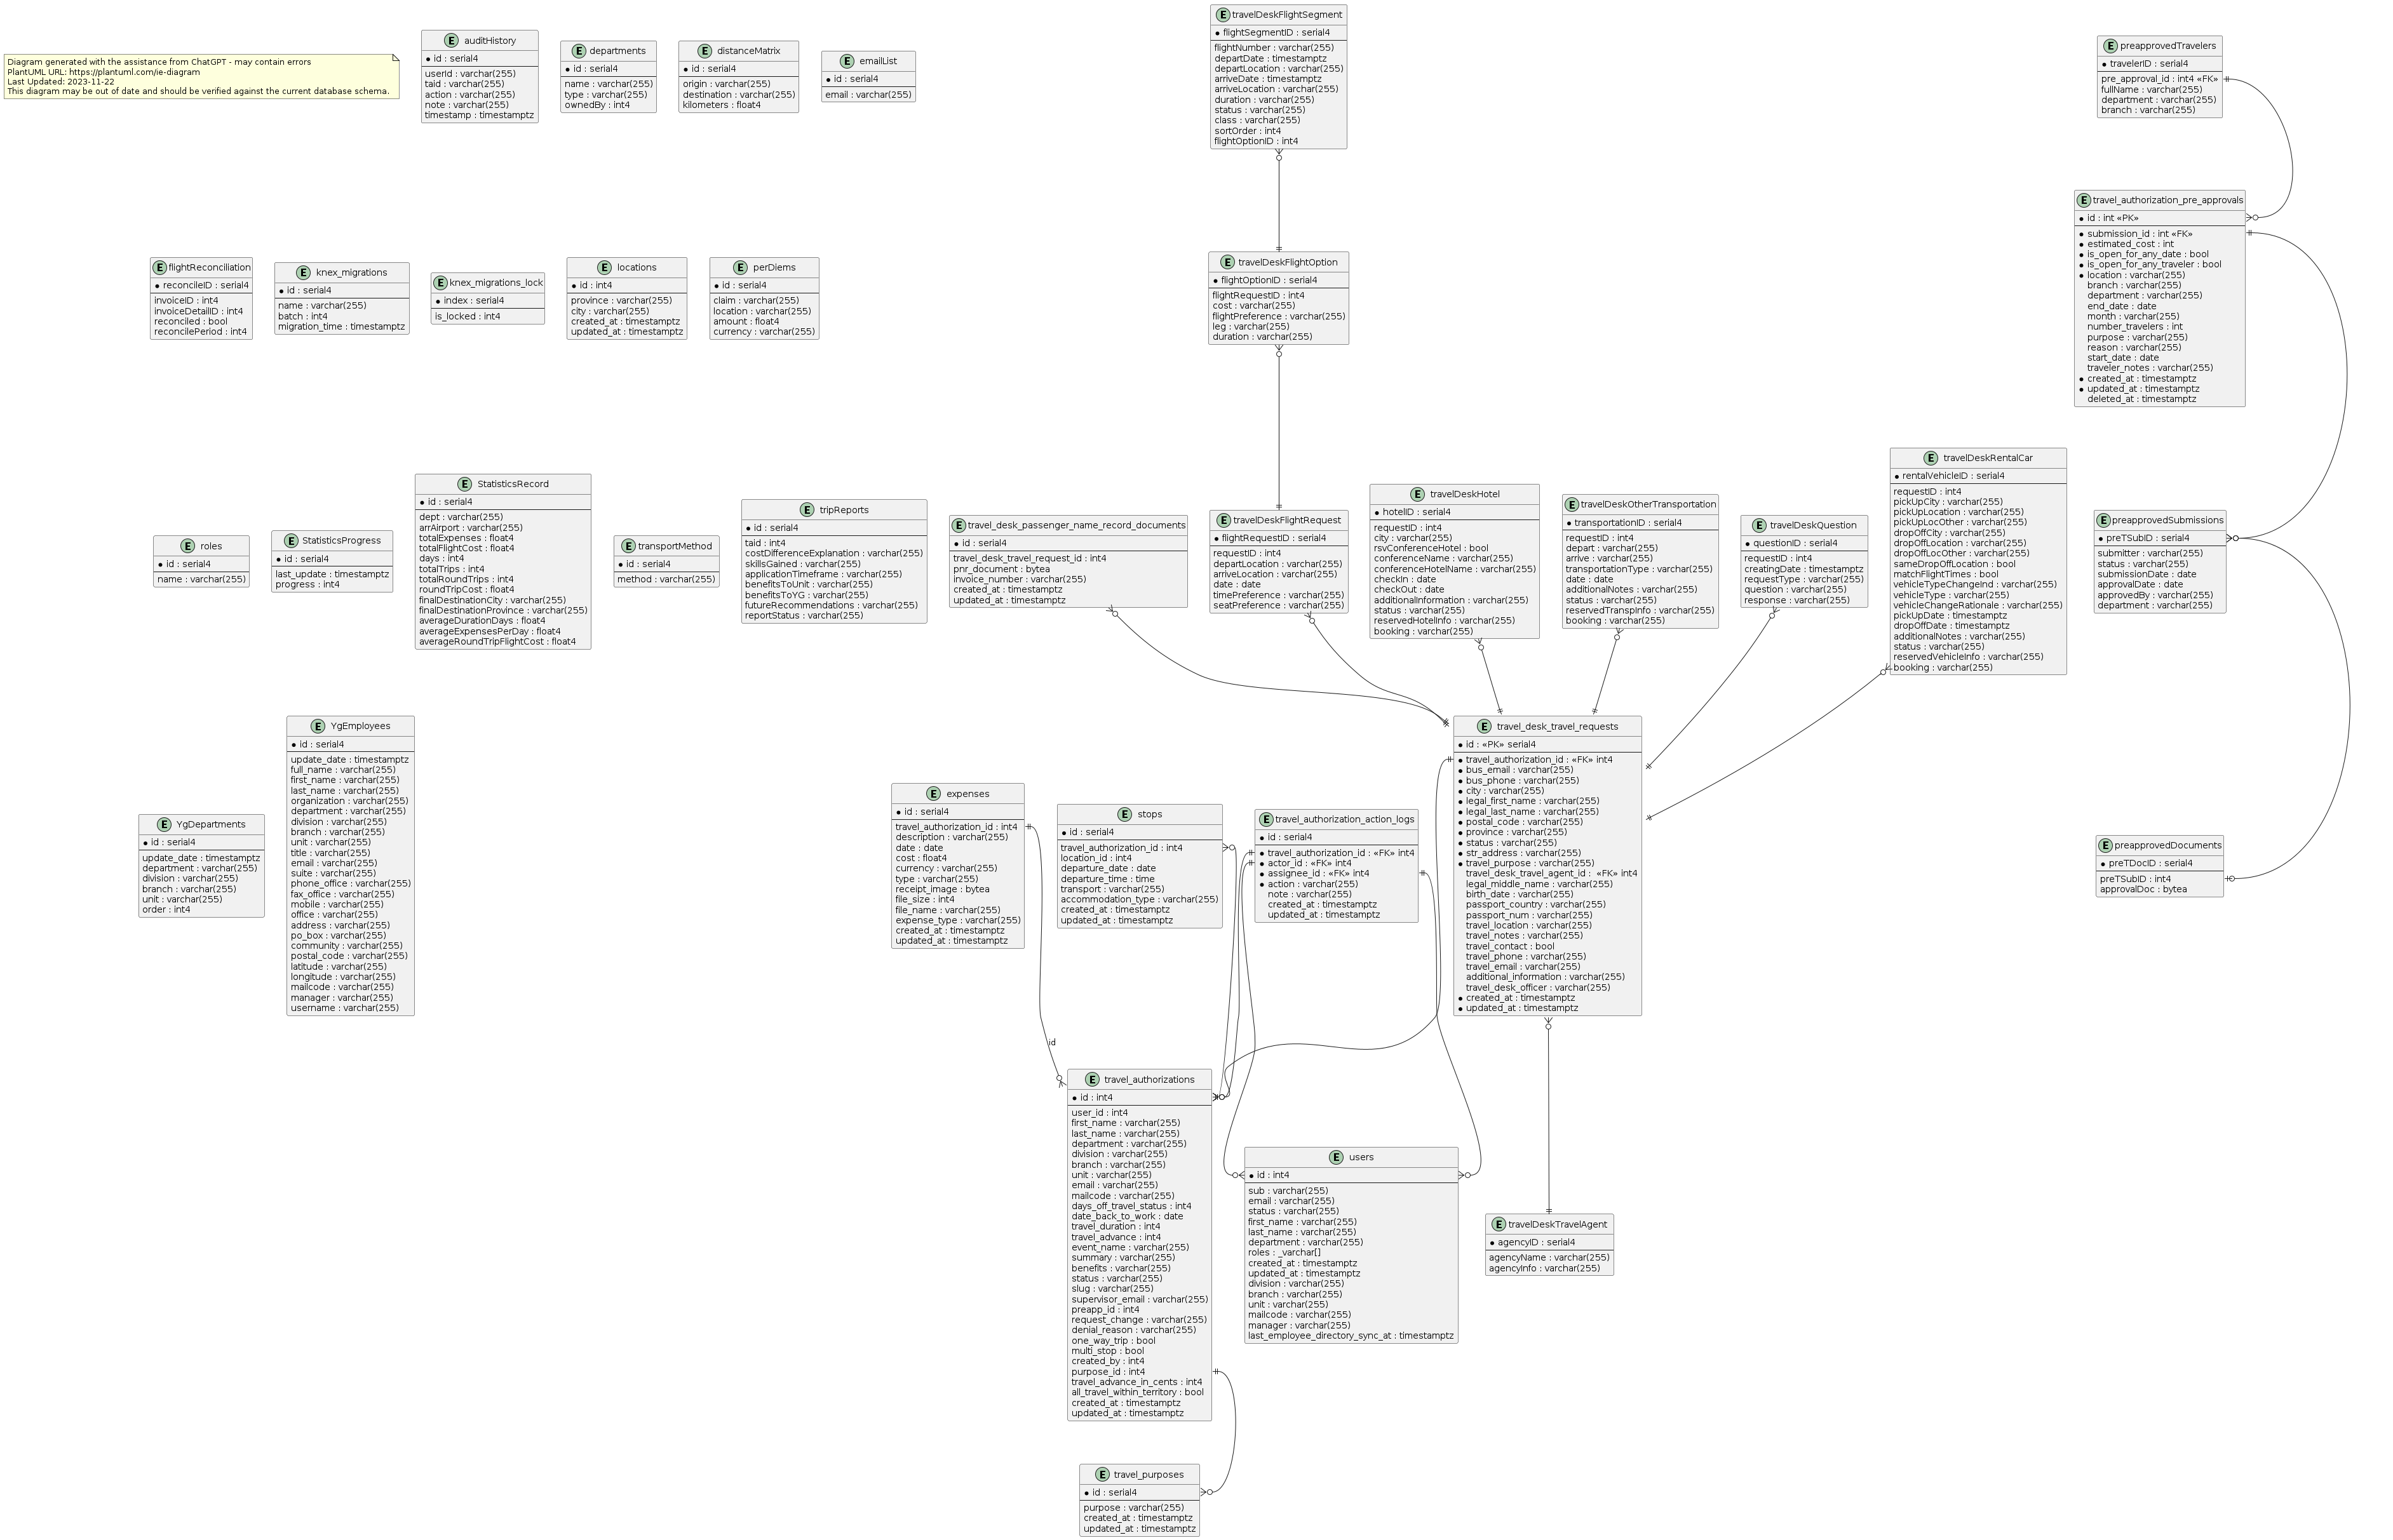 Diagram generated with the assistance from ChatGPT - may contain errors
PlantUML URL: https://plantuml.com/ie-diagram
Last Updated: 2023-11-22
This diagram may be out of date and should be verified against the current database schema.
E auditHistory
id : serial4
userId : varchar(255)
taid : varchar(255)
action : varchar(255)
note : varchar(255)
timestamp : timestamptz
E departments
id : serial4
name : varchar(255)
type : varchar(255)
ownedBy : int4
E distanceMatrix
id : serial4
origin : varchar(255)
destination : varchar(255)
kilometers : float4
E emailList
id : serial4
email : varchar(255)
E travelDeskFlightSegment
flightSegmentID : serial4
flightNumber : varchar(255)
departDate : timestamptz
departLocation : varchar(255)
arriveDate : timestamptz
arriveLocation : varchar(255)
duration : varchar(255)
status : varchar(255)
class : varchar(255)
sortOrder : int4
flightOptionID : int4
E preapprovedTravelers
travelerID : serial4
pre_approval_id : int4 «FK»
fullName : varchar(255)
department : varchar(255)
branch : varchar(255)
E flightReconciliation
reconcileID : serial4
invoiceID : int4
invoiceDetailID : int4
reconciled : bool
reconcilePeriod : int4
E knex_migrations
id : serial4
name : varchar(255)
batch : int4
migration_time : timestamptz
E knex_migrations_lock
index : serial4
is_locked : int4
E locations
id : int4
province : varchar(255)
city : varchar(255)
created_at : timestamptz
updated_at : timestamptz
E perDiems
id : serial4
claim : varchar(255)
location : varchar(255)
amount : float4
currency : varchar(255)
E travelDeskFlightOption
flightOptionID : serial4
flightRequestID : int4
cost : varchar(255)
flightPreference : varchar(255)
leg : varchar(255)
duration : varchar(255)
E travel_authorization_pre_approvals
id : int «PK»
submission_id : int «FK»
estimated_cost : int
is_open_for_any_date : bool
is_open_for_any_traveler : bool
location : varchar(255)
branch : varchar(255)
department : varchar(255)
end_date : date
month : varchar(255)
number_travelers : int
purpose : varchar(255)
reason : varchar(255)
start_date : date
traveler_notes : varchar(255)
created_at : timestamptz
updated_at : timestamptz
deleted_at : timestamptz
E roles
id : serial4
name : varchar(255)
E StatisticsProgress
id : serial4
last_update : timestamptz
progress : int4
E StatisticsRecord
id : serial4
dept : varchar(255)
arrAirport : varchar(255)
totalExpenses : float4
totalFlightCost : float4
days : int4
totalTrips : int4
totalRoundTrips : int4
roundTripCost : float4
finalDestinationCity : varchar(255)
finalDestinationProvince : varchar(255)
averageDurationDays : float4
averageExpensesPerDay : float4
averageRoundTripFlightCost : float4
E transportMethod
id : serial4
method : varchar(255)
E tripReports
id : serial4
taid : int4
costDifferenceExplanation : varchar(255)
skillsGained : varchar(255)
applicationTimeframe : varchar(255)
benefitsToUnit : varchar(255)
benefitsToYG : varchar(255)
futureRecommendations : varchar(255)
reportStatus : varchar(255)
E travel_desk_passenger_name_record_documents
id : serial4
travel_desk_travel_request_id : int4
pnr_document : bytea
invoice_number : varchar(255)
created_at : timestamptz
updated_at : timestamptz
E travelDeskFlightRequest
flightRequestID : serial4
requestID : int4
departLocation : varchar(255)
arriveLocation : varchar(255)
date : date
timePreference : varchar(255)
seatPreference : varchar(255)
E travelDeskHotel
hotelID : serial4
requestID : int4
city : varchar(255)
rsvConferenceHotel : bool
conferenceName : varchar(255)
conferenceHotelName : varchar(255)
checkIn : date
checkOut : date
additionalInformation : varchar(255)
status : varchar(255)
reservedHotelInfo : varchar(255)
booking : varchar(255)
E travelDeskOtherTransportation
transportationID : serial4
requestID : int4
depart : varchar(255)
arrive : varchar(255)
transportationType : varchar(255)
date : date
additionalNotes : varchar(255)
status : varchar(255)
reservedTranspInfo : varchar(255)
booking : varchar(255)
E travelDeskQuestion
questionID : serial4
requestID : int4
creatingDate : timestamptz
requestType : varchar(255)
question : varchar(255)
response : varchar(255)
E travelDeskRentalCar
rentalVehicleID : serial4
requestID : int4
pickUpCity : varchar(255)
pickUpLocation : varchar(255)
pickupLocOther : varchar(255)
dropOffCity : varchar(255)
dropOffLocation : varchar(255)
dropOffLocOther : varchar(255)
sameDropOffLocation : bool
matchFlightTimes : bool
vehicleTypeChangeInd : varchar(255)
vehicleType : varchar(255)
vehicleChangeRationale : varchar(255)
pickUpDate : timestamptz
dropOffDate : timestamptz
additionalNotes : varchar(255)
status : varchar(255)
reservedVehicleInfo : varchar(255)
booking : varchar(255)
E preapprovedSubmissions
preTSubID : serial4
submitter : varchar(255)
status : varchar(255)
submissionDate : date
approvalDate : date
approvedBy : varchar(255)
department : varchar(255)
E YgDepartments
id : serial4
update_date : timestamptz
department : varchar(255)
division : varchar(255)
branch : varchar(255)
unit : varchar(255)
order : int4
E YgEmployees
id : serial4
update_date : timestamptz
full_name : varchar(255)
first_name : varchar(255)
last_name : varchar(255)
organization : varchar(255)
department : varchar(255)
division : varchar(255)
branch : varchar(255)
unit : varchar(255)
title : varchar(255)
email : varchar(255)
suite : varchar(255)
phone_office : varchar(255)
fax_office : varchar(255)
mobile : varchar(255)
office : varchar(255)
address : varchar(255)
po_box : varchar(255)
community : varchar(255)
postal_code : varchar(255)
latitude : varchar(255)
longitude : varchar(255)
mailcode : varchar(255)
manager : varchar(255)
username : varchar(255)
E expenses
id : serial4
travel_authorization_id : int4
description : varchar(255)
date : date
cost : float4
currency : varchar(255)
type : varchar(255)
receipt_image : bytea
file_size : int4
file_name : varchar(255)
expense_type : varchar(255)
created_at : timestamptz
updated_at : timestamptz
E stops
id : serial4
travel_authorization_id : int4
location_id : int4
departure_date : date
departure_time : time
transport : varchar(255)
accommodation_type : varchar(255)
created_at : timestamptz
updated_at : timestamptz
E travel_authorization_action_logs
id : serial4
travel_authorization_id : «FK» int4
actor_id : «FK» int4
assignee_id : «FK» int4
action : varchar(255)
note : varchar(255)
created_at : timestamptz
updated_at : timestamptz
E travel_desk_travel_requests
id : «PK» serial4
travel_authorization_id : «FK» int4
bus_email : varchar(255)
bus_phone : varchar(255)
city : varchar(255)
legal_first_name : varchar(255)
legal_last_name : varchar(255)
postal_code : varchar(255)
province : varchar(255)
status : varchar(255)
str_address : varchar(255)
travel_purpose : varchar(255)
travel_desk_travel_agent_id : «FK» int4
legal_middle_name : varchar(255)
birth_date : varchar(255)
passport_country : varchar(255)
passport_num : varchar(255)
travel_location : varchar(255)
travel_notes : varchar(255)
travel_contact : bool
travel_phone : varchar(255)
travel_email : varchar(255)
additional_information : varchar(255)
travel_desk_officer : varchar(255)
created_at : timestamptz
updated_at : timestamptz
E preapprovedDocuments
preTDocID : serial4
preTSubID : int4
approvalDoc : bytea
id
E travel_authorizations
id : int4
user_id : int4
first_name : varchar(255)
last_name : varchar(255)
department : varchar(255)
division : varchar(255)
branch : varchar(255)
unit : varchar(255)
email : varchar(255)
mailcode : varchar(255)
days_off_travel_status : int4
date_back_to_work : date
travel_duration : int4
travel_advance : int4
event_name : varchar(255)
summary : varchar(255)
benefits : varchar(255)
status : varchar(255)
slug : varchar(255)
supervisor_email : varchar(255)
preapp_id : int4
request_change : varchar(255)
denial_reason : varchar(255)
one_way_trip : bool
multi_stop : bool
created_by : int4
purpose_id : int4
travel_advance_in_cents : int4
all_travel_within_territory : bool
created_at : timestamptz
updated_at : timestamptz
E users
id : int4
sub : varchar(255)
email : varchar(255)
status : varchar(255)
first_name : varchar(255)
last_name : varchar(255)
department : varchar(255)
roles : _varchar[]
created_at : timestamptz
updated_at : timestamptz
division : varchar(255)
branch : varchar(255)
unit : varchar(255)
mailcode : varchar(255)
manager : varchar(255)
last_employee_directory_sync_at : timestamptz
E travelDeskTravelAgent
agencyID : serial4
agencyName : varchar(255)
agencyInfo : varchar(255)
E travel_purposes
id : serial4
purpose : varchar(255)
created_at : timestamptz
updated_at : timestamptz